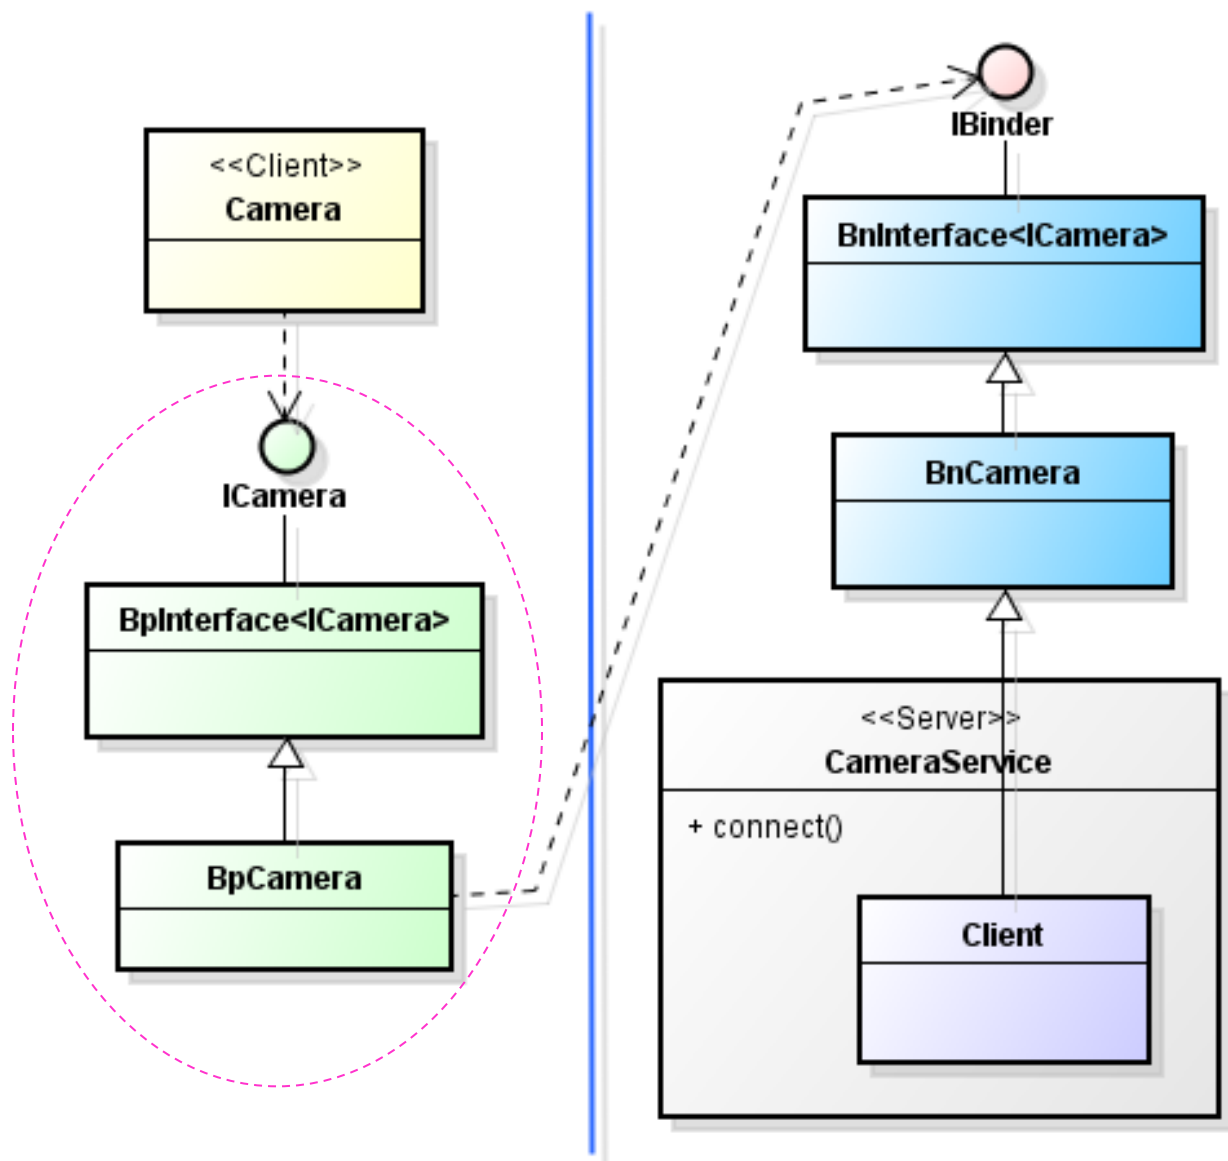 <<Client>>
Camera
ICamera
BpInterface<ICamera>
BpCamera
IBinder
BnInterface<ICamera>
BnCamera
<<Server>>
CameraService
+ connect()
Client